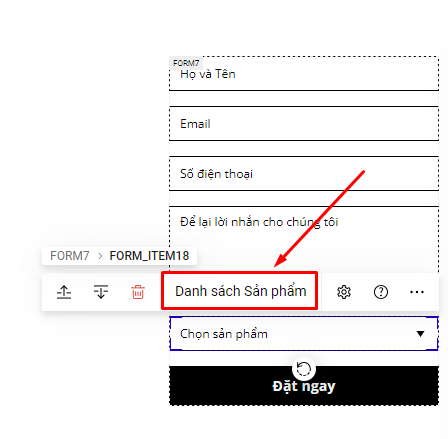 FORM7
Họ và Tên
Email
Số điện thoại
Để lại lời nhắn cho chúng tôi
FORM7 > FORM_ITEM18
Danh sách Sản phẩm
Chọn sản phẩm
Đặt ngay